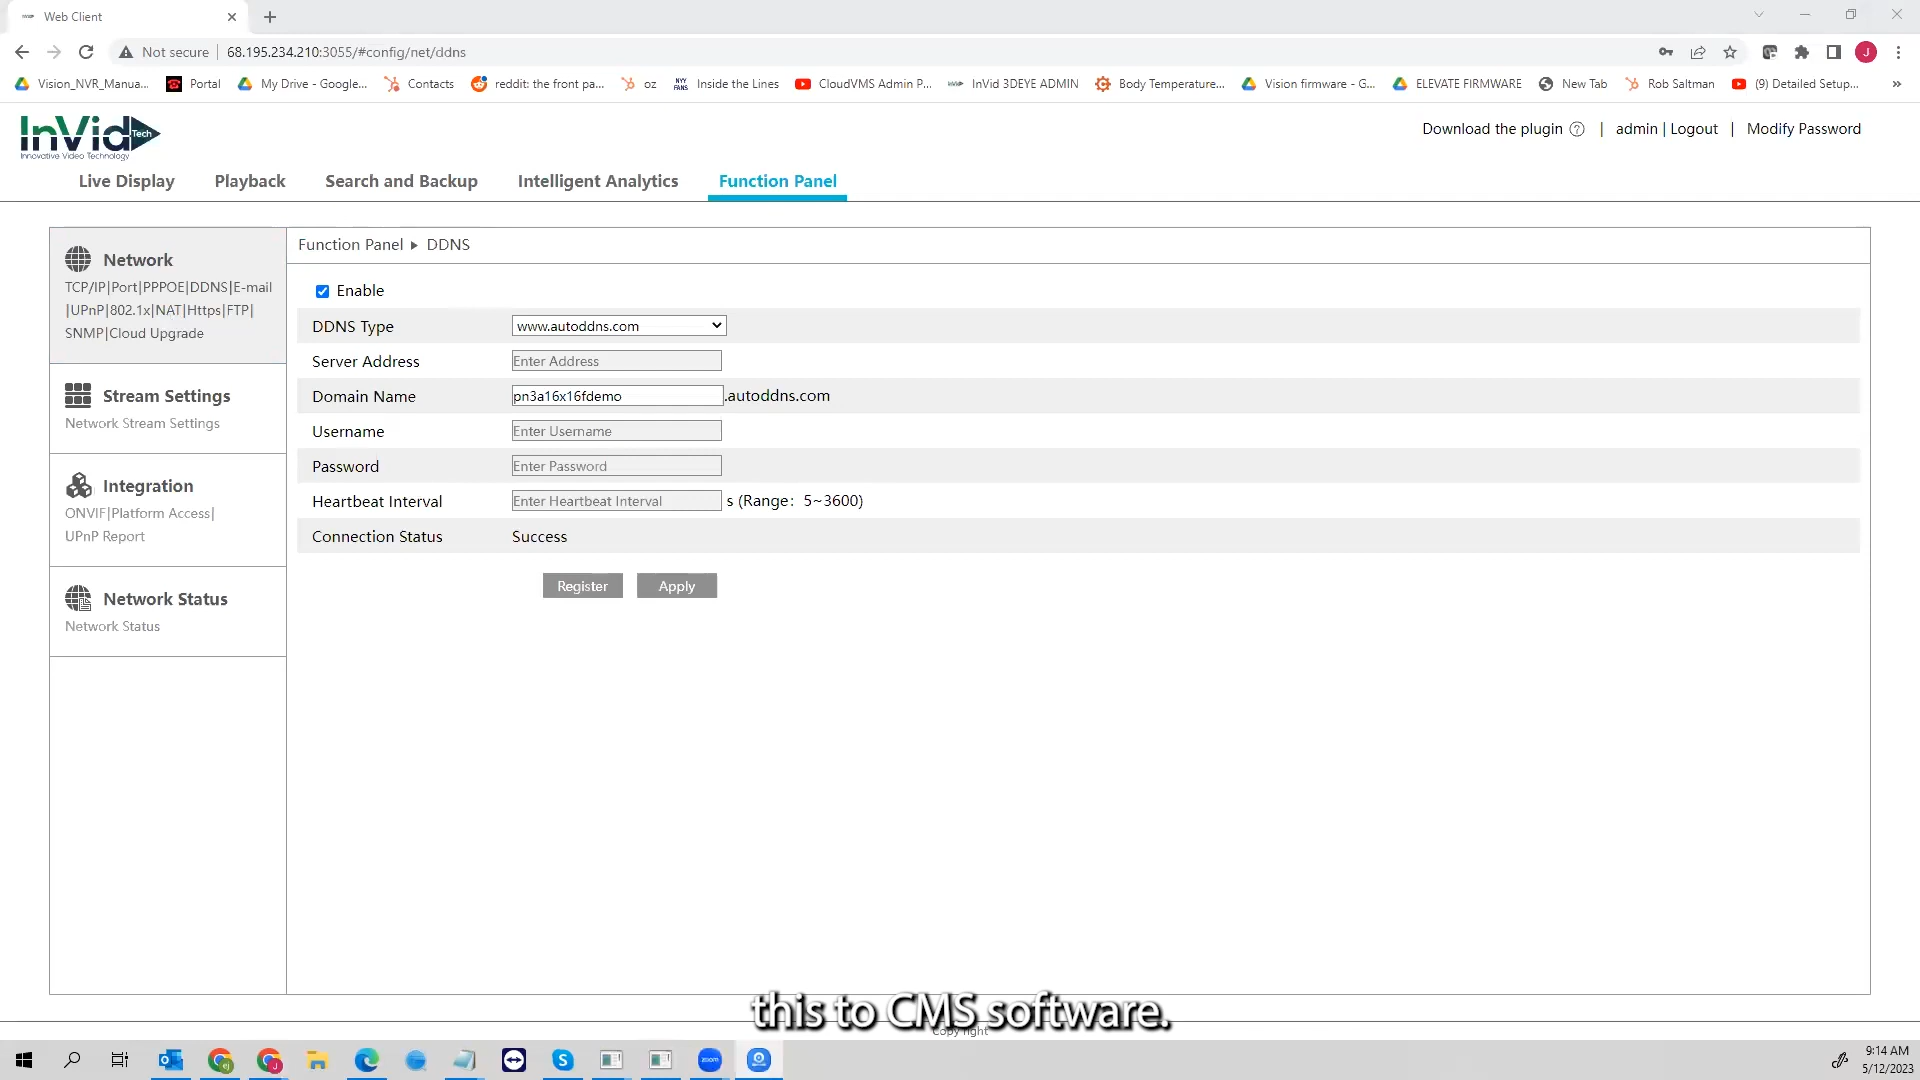 Web Client
Not secure
68.195.234.210:3055/#config/net/ddns
J
Vision_NVR_Manua...
Portal
My Drive - Google...
Contacts
reddit: the front pa...
oz
NYY FANS
Inside the Lines
CloudVMS Admin P...
InVid 3DEYE ADMIN
Body Temperature...
Vision firmware - G...
ELEVATE FIRMWARE
New Tab
Rob Saltman
(9) Detailed Setup...
»
InVid Tech
Innovative Video Technology
Download the plugin ? | admin | Logout | Modify Password
Live Display
Playback
Search and Backup
Intelligent Analytics
Function Panel
Network
TCP/IP|Port|PPPOE|DDNS|E-mail
|UPnP|802.1x|NAT|Https|FTP|
SNMP|Cloud Upgrade
Stream Settings
Network Stream Settings
Integration
ONVIF|Platform Access|
UPnP Report
Network Status
Network Status
Function Panel ▸ DDNS
Enable
DDNS Type www.autoddns.com
Server Address Enter Address
Domain Name pn3a16x16fdemo .autoddns.com
Username Enter Username
Password Enter Password
Heartbeat Interval Enter Heartbeat Interval s (Range: 5~3600)
Connection Status Success
Register
Apply
this to CMS software.
Copy right
zoom
9:14 AM
5/12/2023